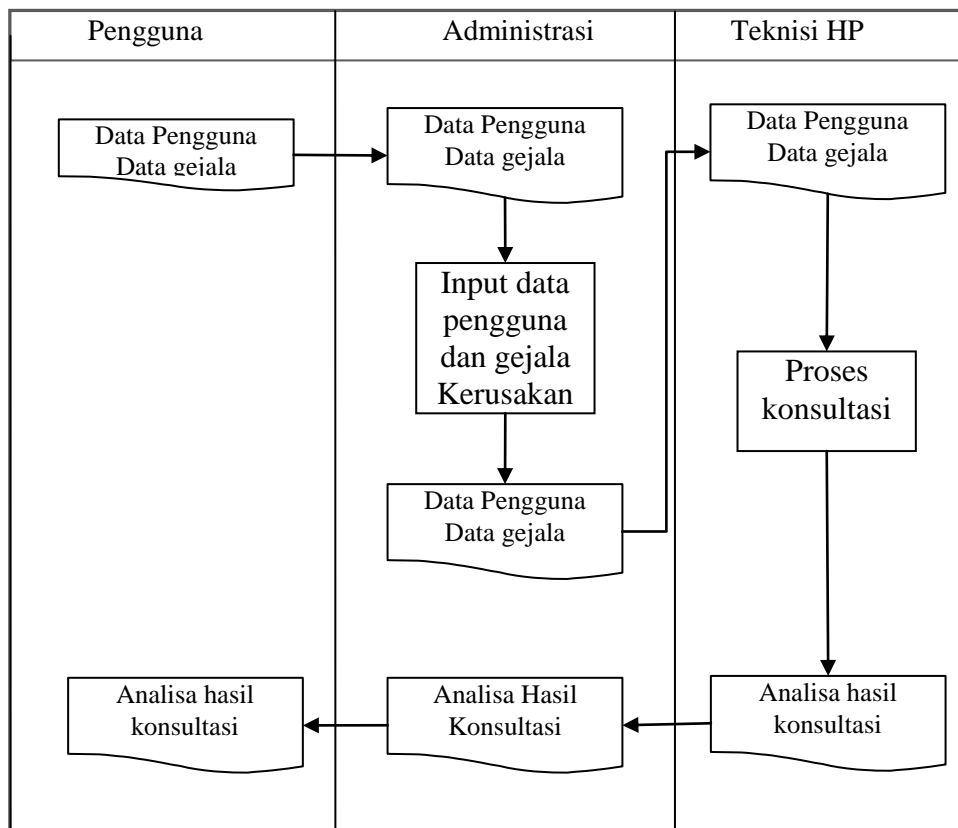 Pengguna
Administrasi
Teknisi HP
Data Pengguna
Data gejala
Data Pengguna
Data gejala
Data Pengguna
Data gejala
Input data
pengguna
dan gejala
Kerusakan
Proses
konsultasi
Data Pengguna
Data gejala
Analisa hasil
konsultasi
Analisa Hasil
Konsultasi
Analisa hasil
konsultasi